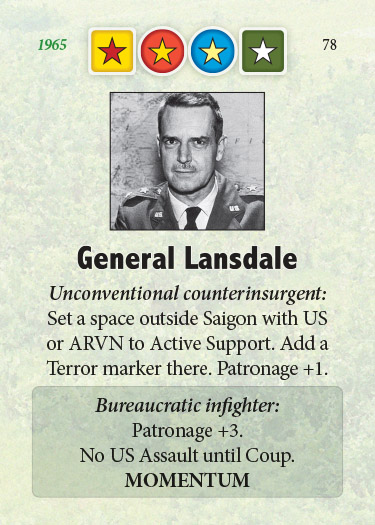 1965
78
General Lansdale
Unconventional counterinsurgent:
Set a space outside Saigon with US
or ARVN to Active Support. Add a
Terror marker there. Patronage +1.
Bureaucratic infighter:
Patronage +3.
No US Assault until Coup.
MOMENTUM